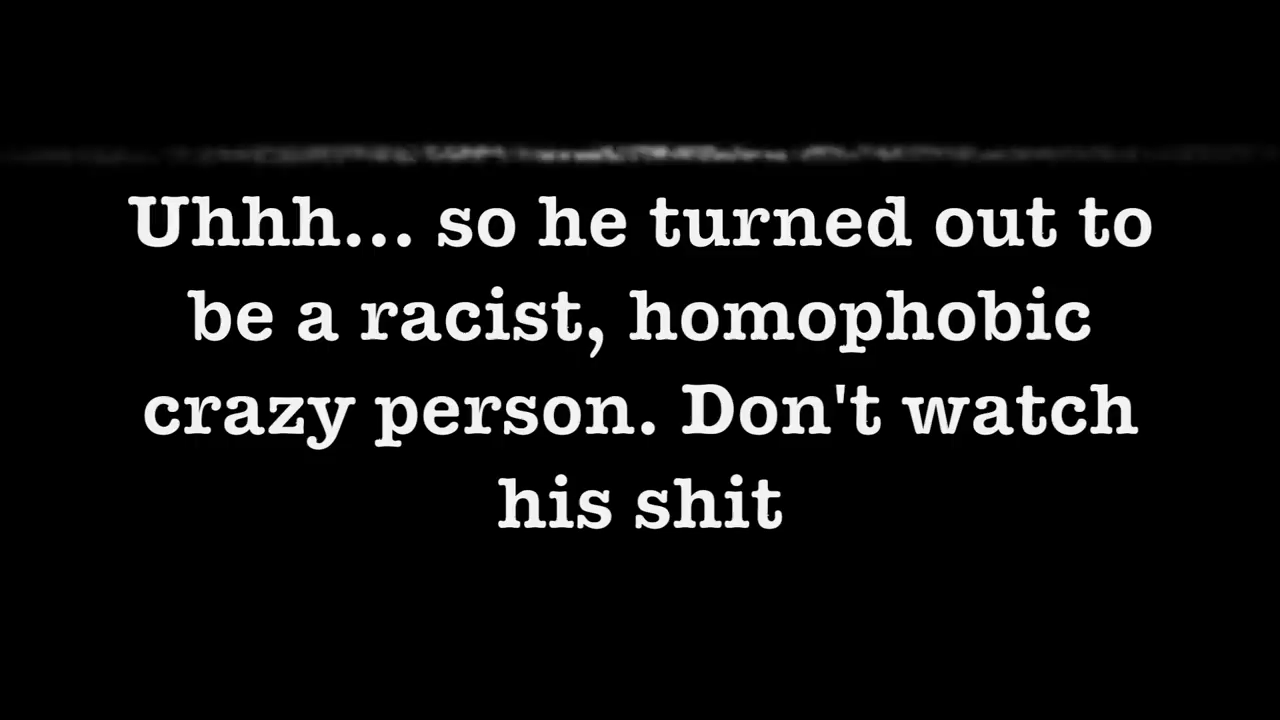 Uhhh... so he turned out to
be a racist, homophobic
crazy person. Don't watch
his shit